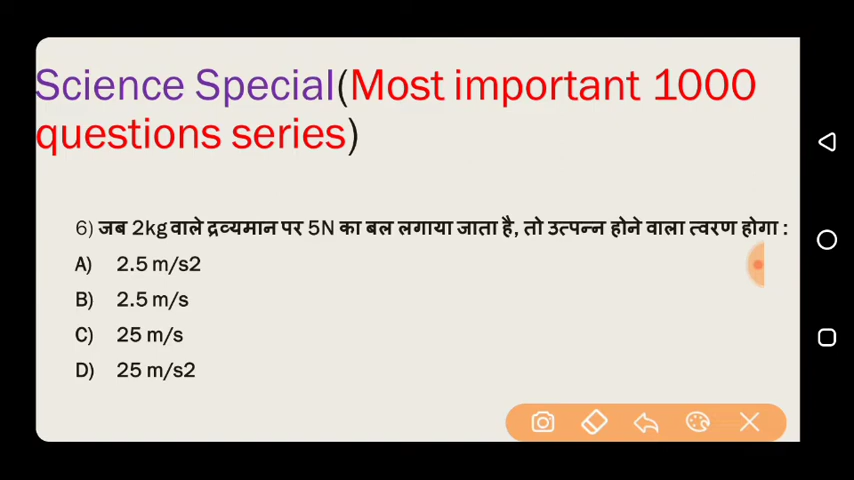 Science Special(Most important 1000
questions series)
6) जब 2kg वाले द्रव्यमान पर 5N का बल लगाया जाता है, तो उत्पन्न होने वाला त्वरण होगा :
A) 2.5 m/s2
B) 2.5 m/s
C) 25 m/s
D) 25 m/s2